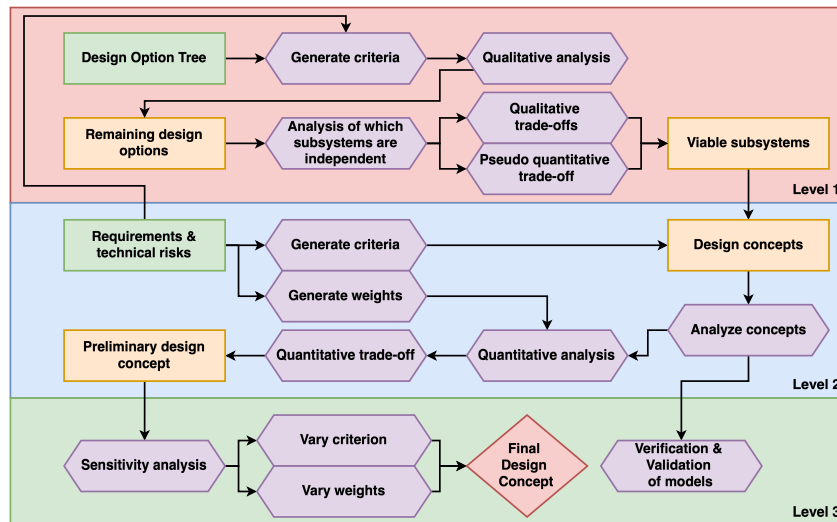 Design Option Tree
Generate criteria
Qualitative analysis
Remaining design
options
Analysis of which
subsystems are
independent
Qualitative
trade-offs
Pseudo quantitative
trade-off
Viable subsystems
Level 1
Requirements &
technical risks
Generate criteria
Generate weights
Design concepts
Analyze concepts
Quantitative analysis
Quantitative trade-off
Preliminary design
concept
Level 2
Sensitivity analysis
Vary criterion
Vary weights
Final
Design
Concept
Verification &
Validation
of models
Level 3